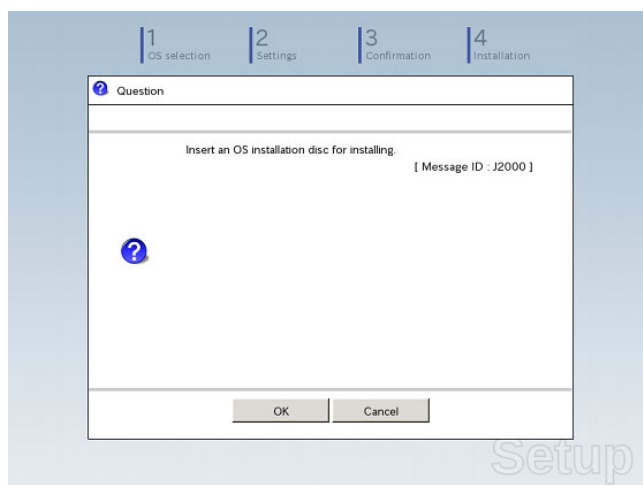 1 2 3 4
OS selection Settings Confirmation Installation
Question
Insert an OS installation disc for installing.
[ Message ID : J2000 ]
OK Cancel
Setup